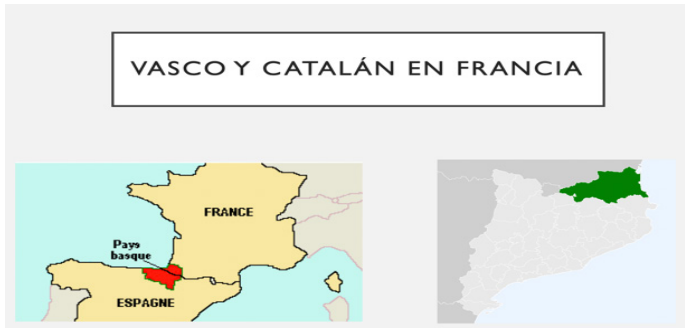 VASCO Y CATALÁN EN FRANCIA
FRANCE
Pays
basque
ESPAGNE